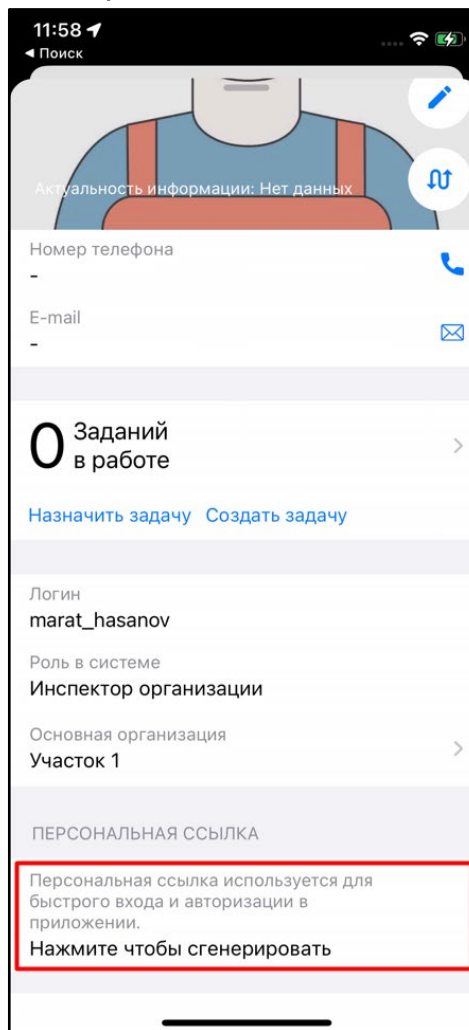 11:58
Поиск
Актуальность информации: Нет данных
Номер телефона
-
E-mail
-
0 Заданий
в работе
Назначить задачу Создать задачу
Логин
marat_hasanov
Роль в системе
Инспектор организации
Основная организация
Участок 1
ПЕРСОНАЛЬНАЯ ССЫЛКА
Персональная ссылка используется для
быстрого входа и авторизации в
приложении.
Нажмите чтобы сгенерировать